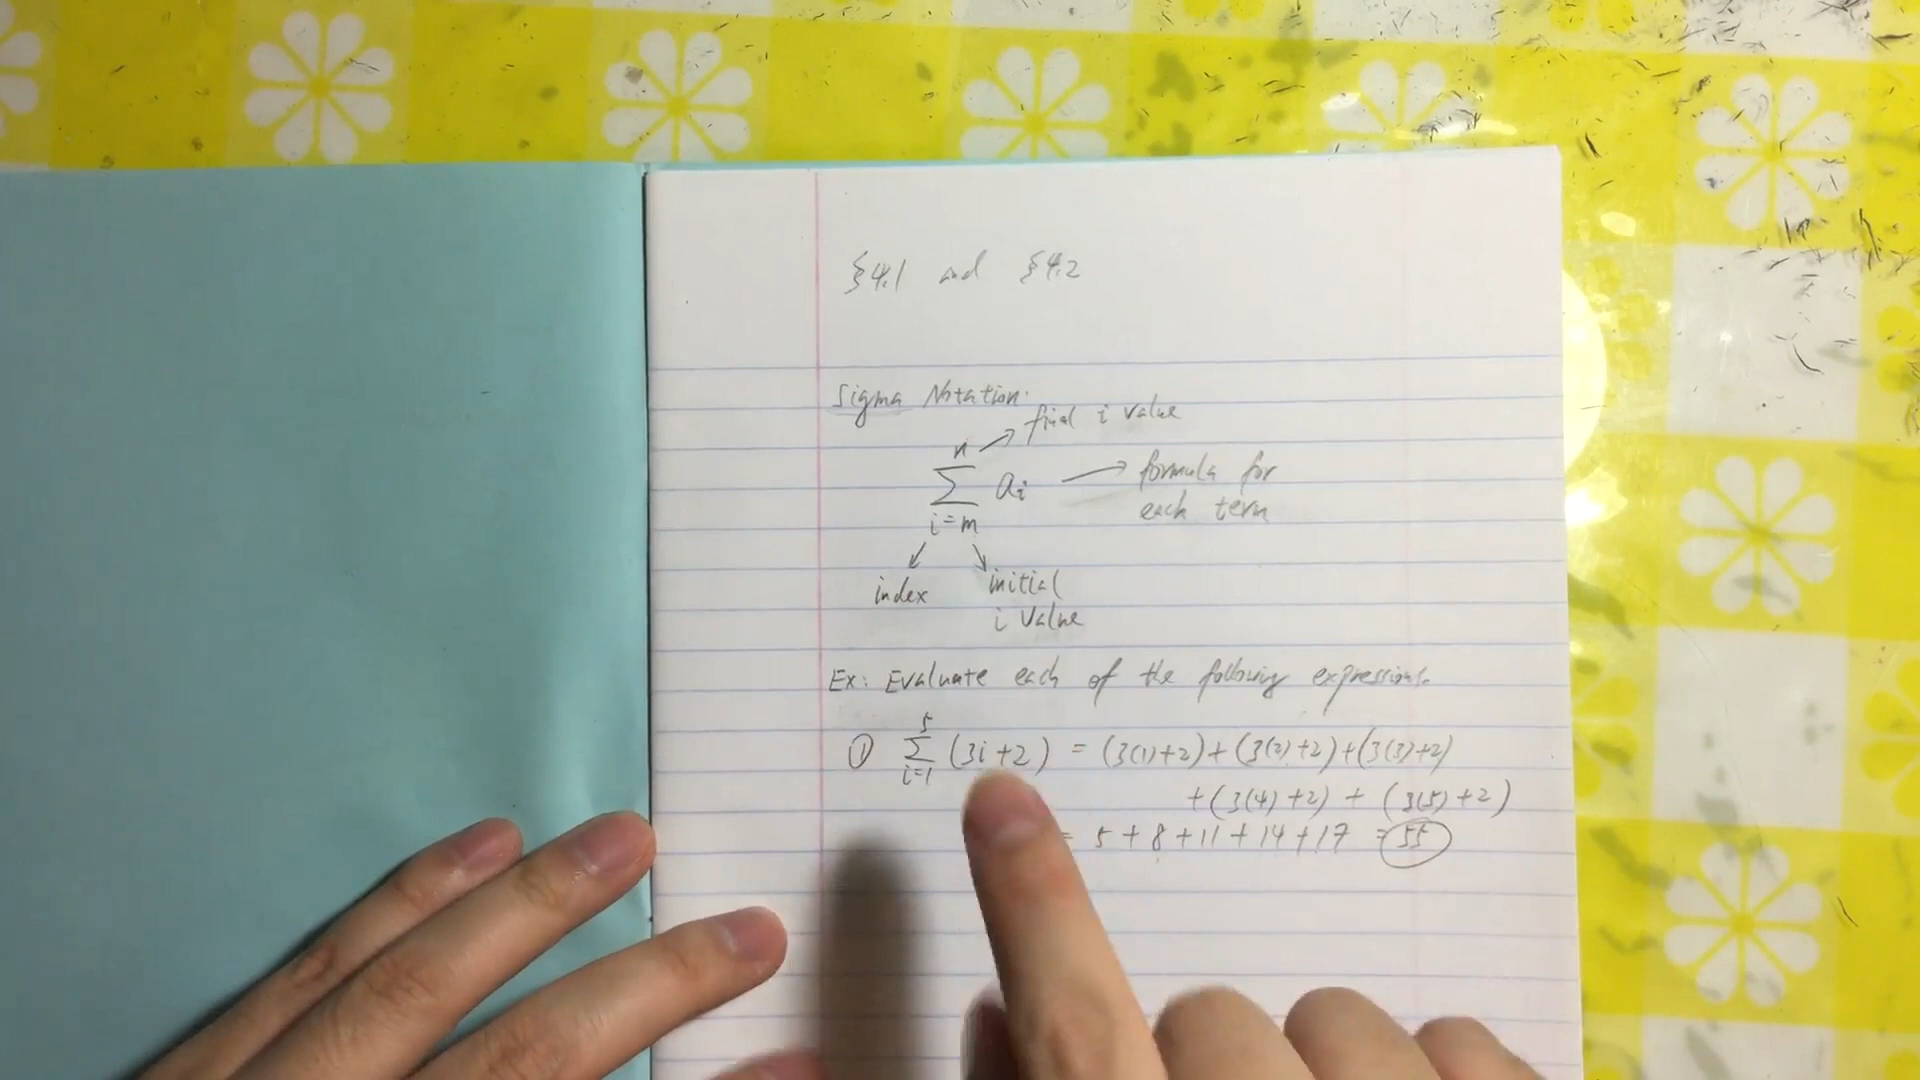 §4.1 and §4.2
Sigma Notation:
n → final i value
∑ aᵢ → formula for
each term
i=m
index initial
i value
Ex: Evaluate each of the following expressions.
① 5
∑ (3i+2) = (3(1)+2)+(3(2)+2)+(3(3)+2)
i=1
+(3(4)+2) + (3(5)+2)
= 5+8+11+14+17 = 55